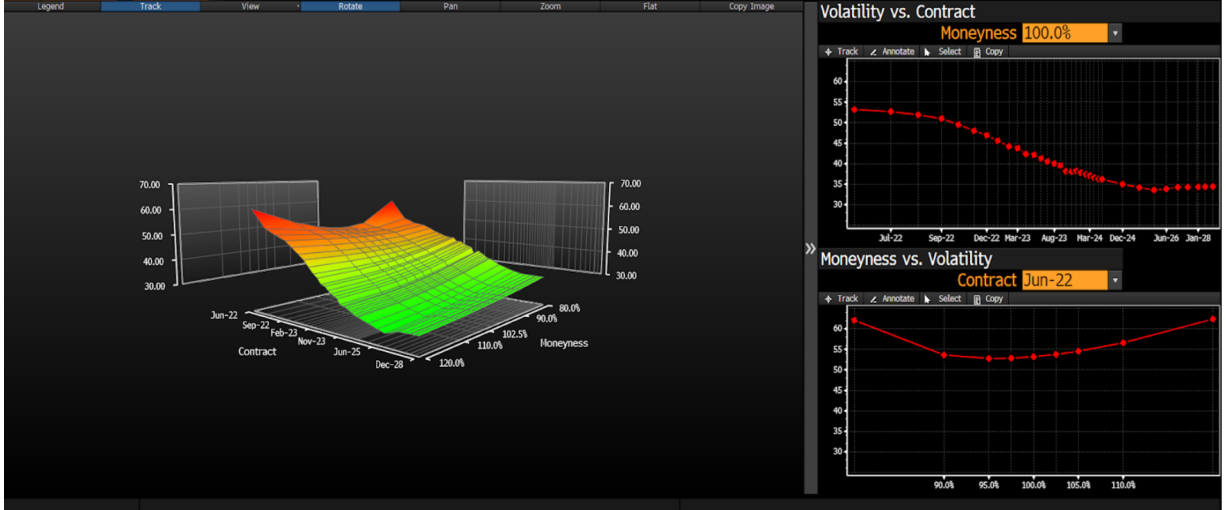 Legend Track View Rotate Pan Zoom Flat Copy Image
70.00
60.00
50.00
40.00
30.00
70.00
60.00
50.00
40.00
30.00
Jun-22
Sep-22
Feb-23
Nov-23
Jun-25
Dec-28
Contract
80.0%
90.0%
102.5%
110.0%
120.0%
Moneyness
»
Volatility vs. Contract
Moneyness 100.0%
Track Annotate Select Copy
60
55
50
45
40
35
30
Jul-22 Sep-22 Dec-22 Mar-23 Aug-23 Mar-24 Dec-24 Jun-26 Jan-28
Moneyness vs. Volatility
Contract Jun-22
Track Annotate Select Copy
60
55
50
45
40
35
30
90.0% 95.0% 100.0% 105.0% 110.0%